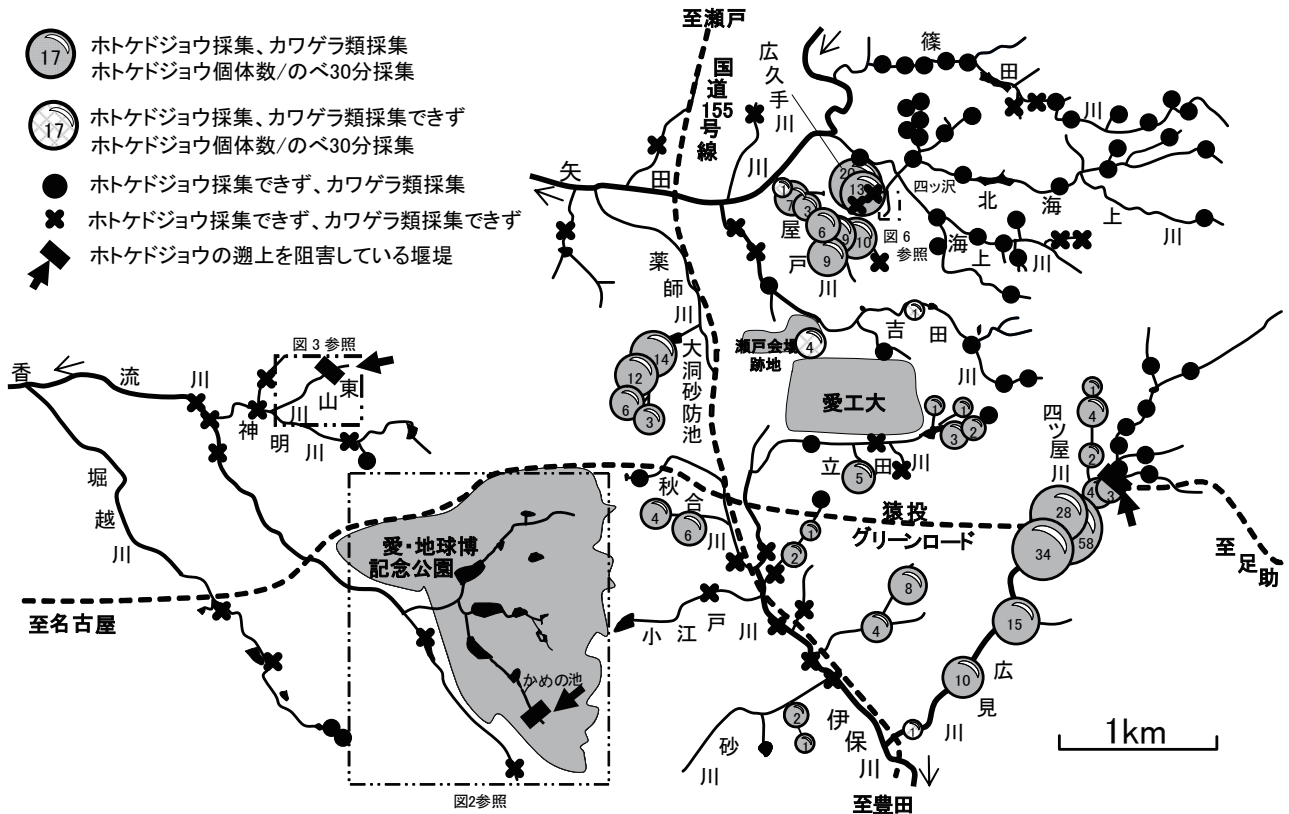 17
ホトケドジョウ採集、カワゲラ類採集
ホトケドジョウ個体数/のべ30分採集
17
ホトケドジョウ採集、カワゲラ類採集できず
ホトケドジョウ個体数/のべ30分採集
ホトケドジョウ採集できず、カワゲラ類採集
ホトケドジョウ採集できず、カワゲラ類採集できず
ホトケドジョウの遡上を阻害している堰堤
至瀬戸
国道155号線
広久手川
篠田川
矢田川
四ッ沢
北海上川
海上川
図6
参照
屋戸川
20
13
1
7
3
6
9
10
9
薬師川
大洞砂防池
14
12
6
3
吉田川
1
瀬戸会場
跡地
4
愛工大
1
1
3
2
立田川
5
四ツ屋川
1
4
2
4
3
28
58
34
15
10
1
広見川
猿投
グリーンロード
至足助
香流川
図3参照
東山川
神明川
堀越川
愛・地球博
記念公園
かめの池
図2参照
至名古屋
秋合川
4
6
1
2
小江戸川
8
4
砂川
2
1
伊保川
至豊田
1km